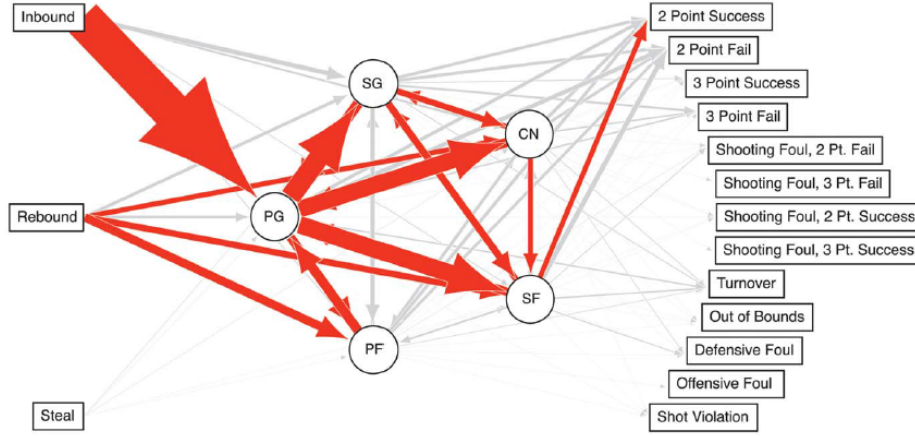 Inbound
Rebound
Steal
SG
CN
PG
SF
PF
2 Point Success
2 Point Fail
3 Point Success
3 Point Fail
Shooting Foul, 2 Pt. Fail
Shooting Foul, 3 Pt. Fail
Shooting Foul, 2 Pt. Success
Shooting Foul, 3 Pt. Success
Turnover
Out of Bounds
Defensive Foul
Offensive Foul
Shot Violation